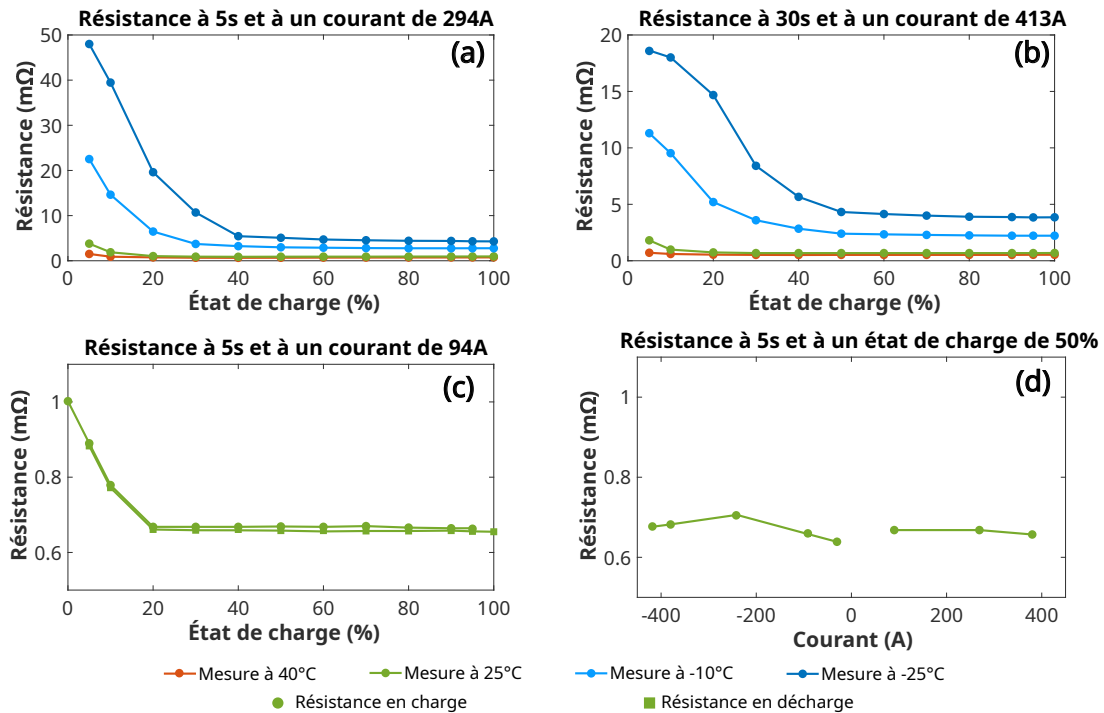 Résistance à 5s et à un courant de 294A
(a)
Résistance (mΩ)
50
40
30
20
10
0
0 20 40 60 80 100
État de charge (%)
Résistance à 30s et à un courant de 413A
(b)
Résistance (mΩ)
20
15
10
5
0
0 20 40 60 80 100
État de charge (%)
Résistance à 5s et à un courant de 94A
(c)
Résistance (mΩ)
1
0.8
0.6
0 20 40 60 80 100
État de charge (%)
Résistance à 5s et à un état de charge de 50%
(d)
Résistance (mΩ)
1
0.8
0.6
-400 -200 0 200 400
Courant (A)
Mesure à 40°C Mesure à 25°C Mesure à -10°C Mesure à -25°C
Résistance en charge Résistance en décharge